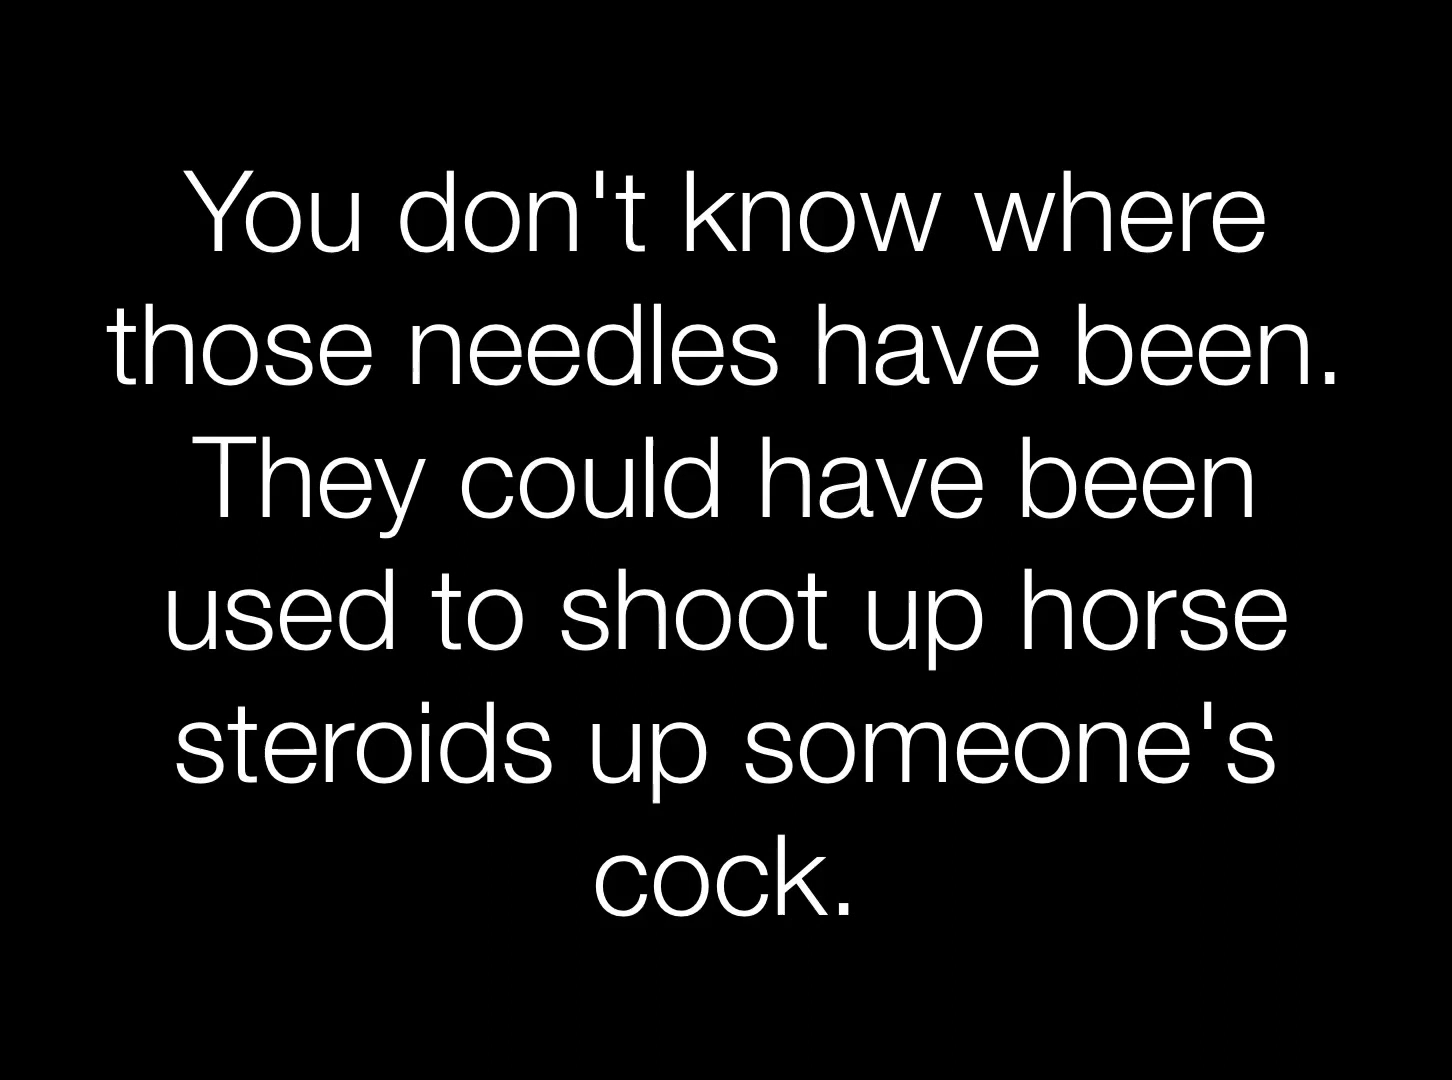 You don't know where
those needles have been.
They could have been
used to shoot up horse
steroids up someone's
cock.